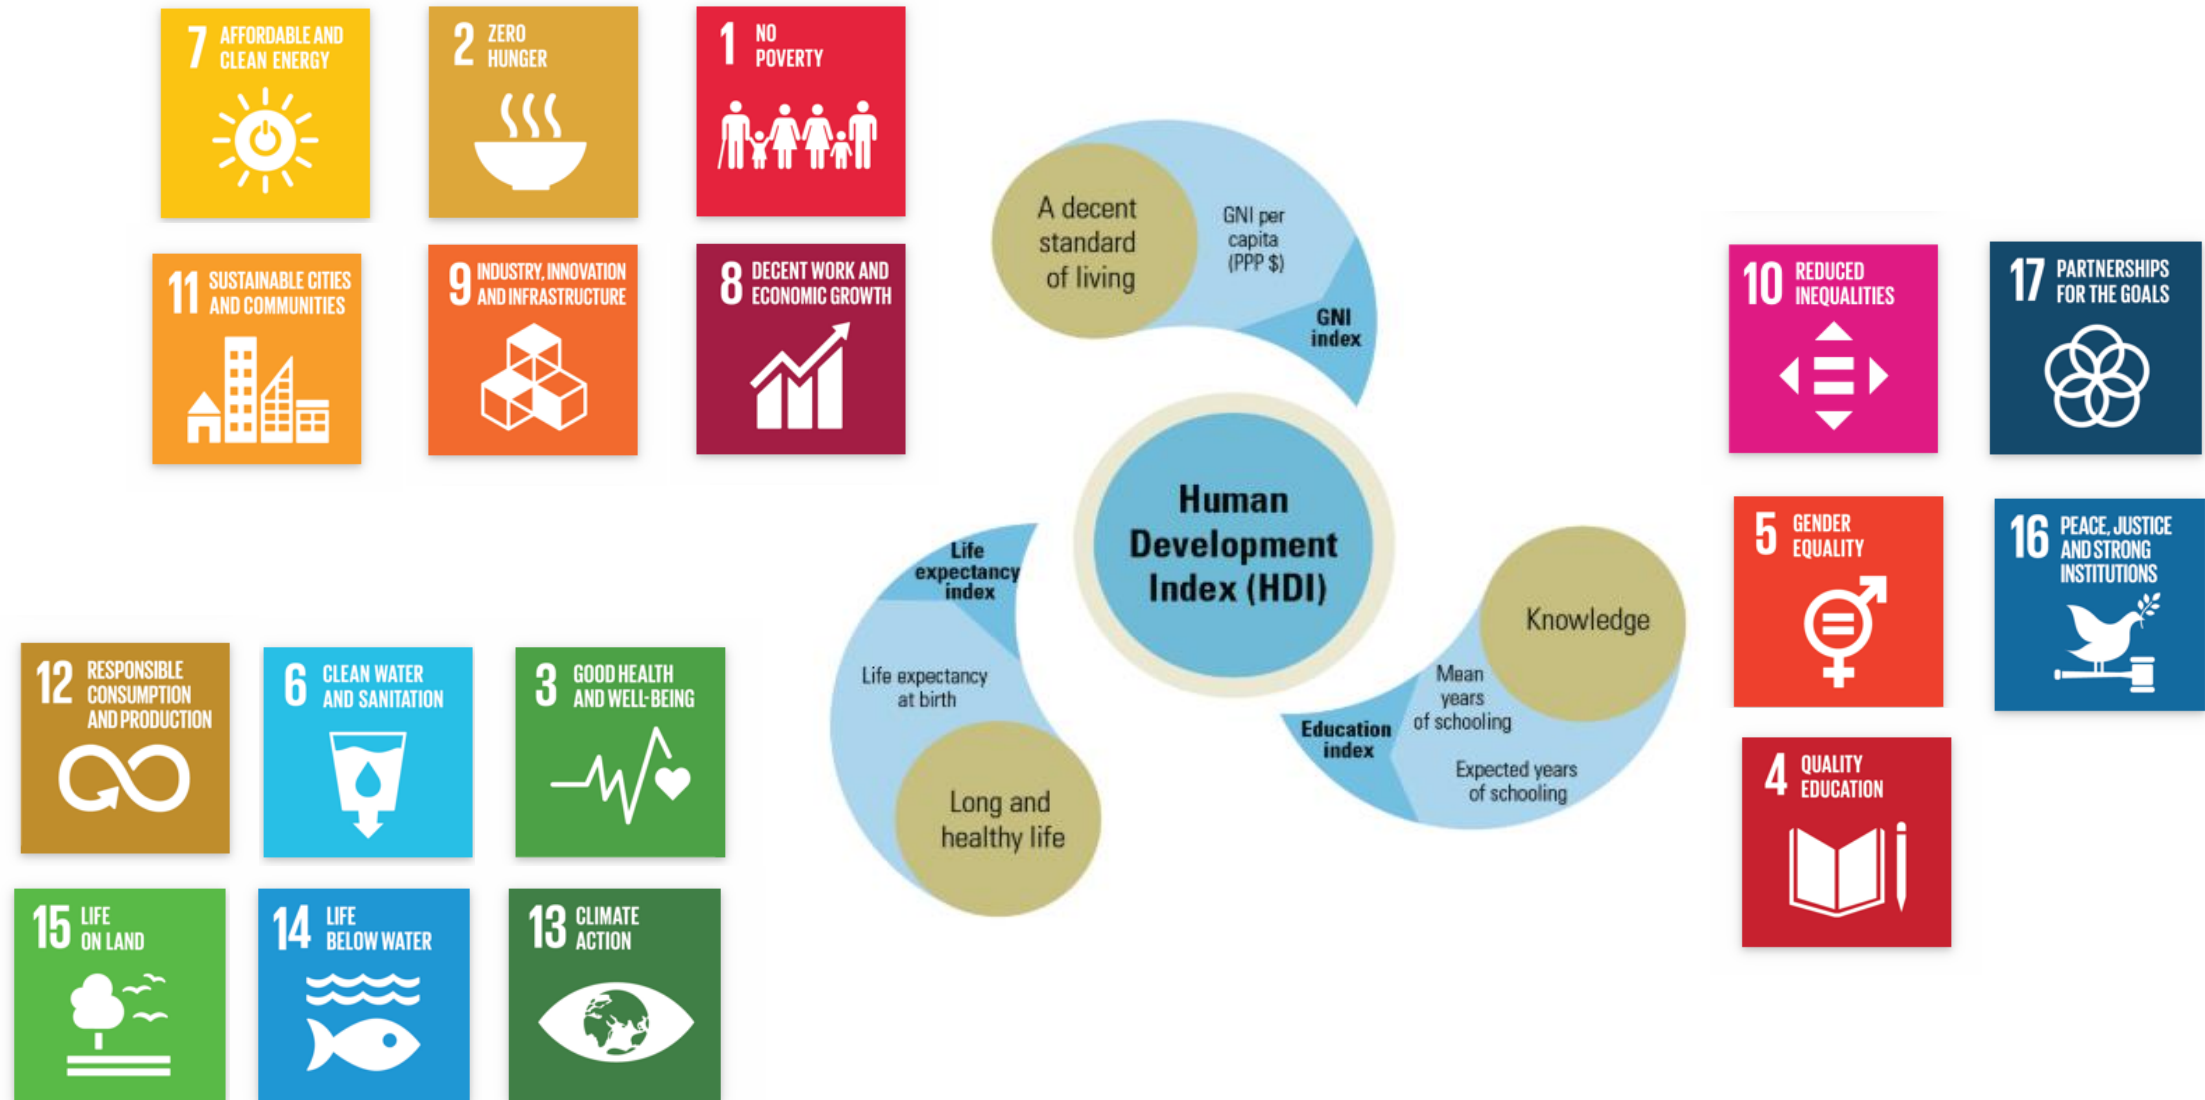 7 AFFORDABLE AND
CLEAN ENERGY
2 ZERO
HUNGER
1 NO
POVERTY
11 SUSTAINABLE CITIES
AND COMMUNITIES
9 INDUSTRY, INNOVATION
AND INFRASTRUCTURE
8 DECENT WORK AND
ECONOMIC GROWTH
A decent
standard
of living
GNI per
capita
(PPP $)
GNI
index
Human
Development
Index (HDI)
Life
expectancy
index
Life expectancy
at birth
Long and
healthy life
Knowledge
Mean
years
of schooling
Expected years
of schooling
Education
index
10 REDUCED
INEQUALITIES
17 PARTNERSHIPS
FOR THE GOALS
5 GENDER
EQUALITY
16 PEACE, JUSTICE
AND STRONG
INSTITUTIONS
4 QUALITY
EDUCATION
12 RESPONSIBLE
CONSUMPTION
AND PRODUCTION
6 CLEAN WATER
AND SANITATION
3 GOOD HEALTH
AND WELL-BEING
15 LIFE
ON LAND
14 LIFE
BELOW WATER
13 CLIMATE
ACTION